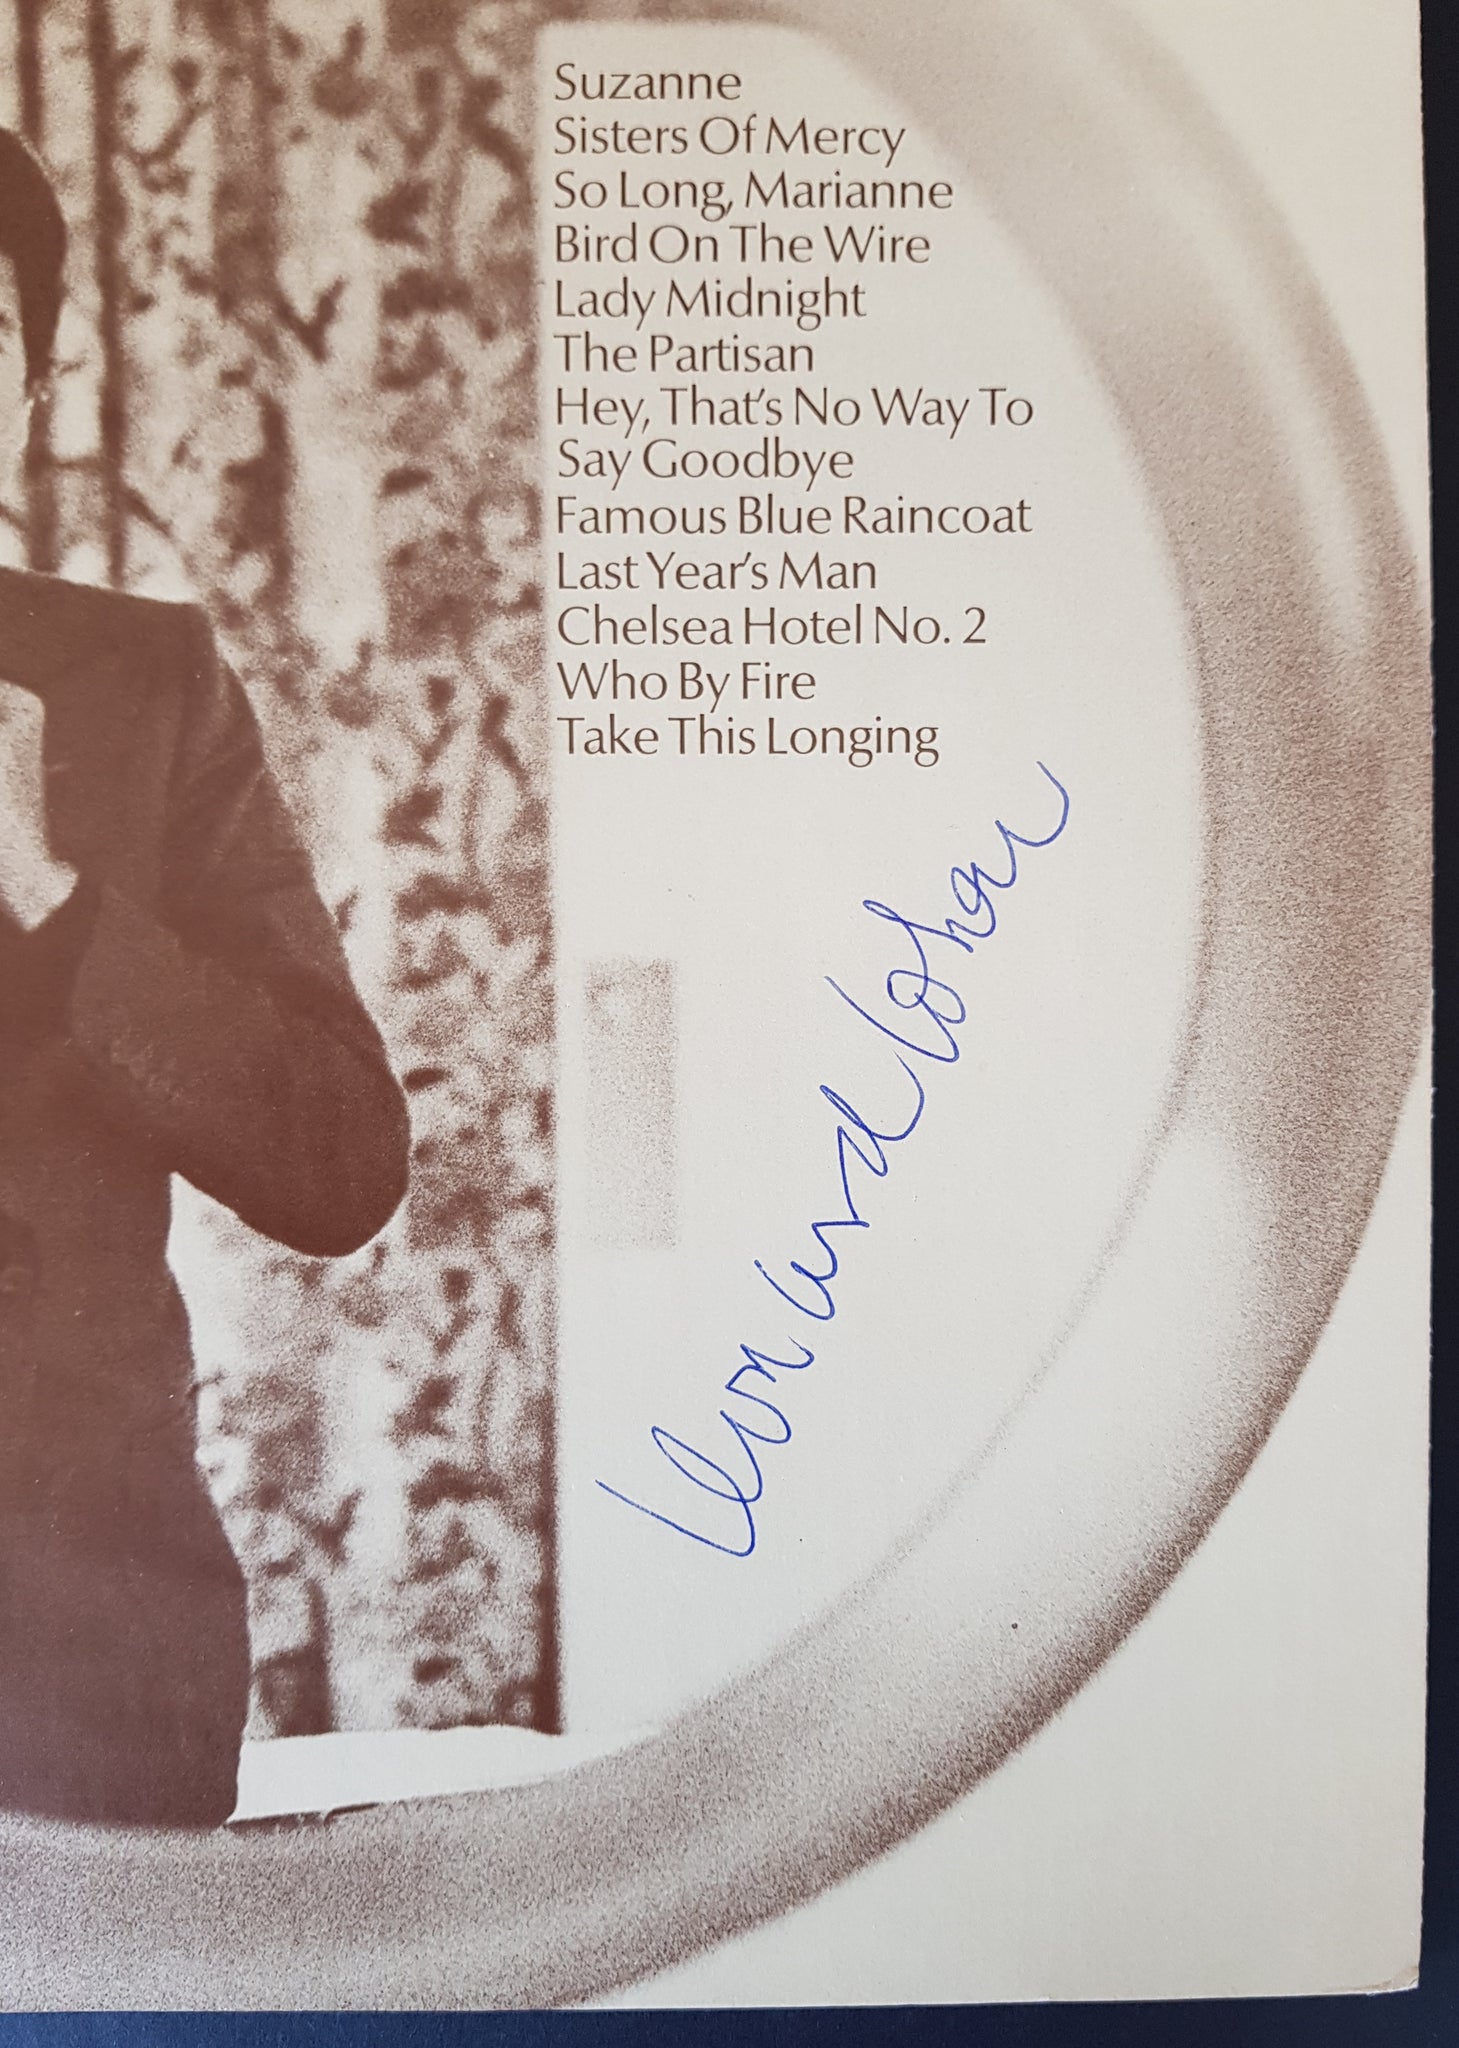 Suzanne
Sisters Of Mercy
So Long, Marianne
Bird On The Wire
Lady Midnight
The Partisan
Hey, That's No Way To
Say Goodbye
Famous Blue Raincoat
Last Year's Man
Chelsea Hotel No. 2
Who By Fire
Take This Longing
Leonard Cohen